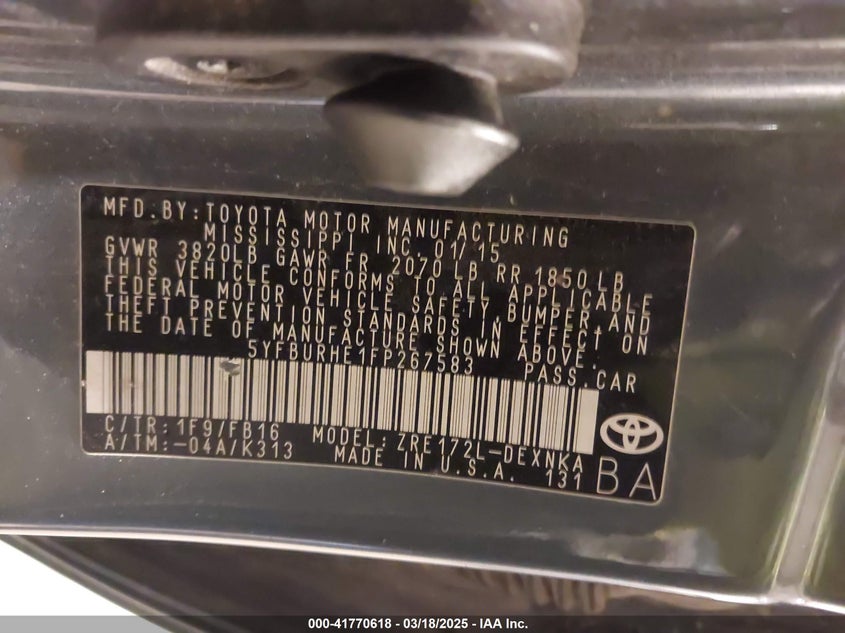 MFD.BY:TOYOTA MOTOR MANUFACTURING
MISSISSIPPI INC. 01/15
GVWR 3820LB GAWR FR 2070 LB RR 1850 LB
THIS VEHICLE CONFORMS TO ALL APPLICABLE
FEDERAL MOTOR VEHICLE SAFETY, BUMPER,AND
THEFT PREVENTION STANDARDS IN EFFECT ON
THE DATE OF MANUFACTURE SHOWN ABOVE.
5YFBURHE1FP267583 PASS.CAR
C/TR:1F9/FB16 MODEL:ZRE172L-DEXNKA
A/TM:-04A/K313 MADE IN U.S.A. 131
BA
000-41770618 - 03/18/2025 - IAA Inc.